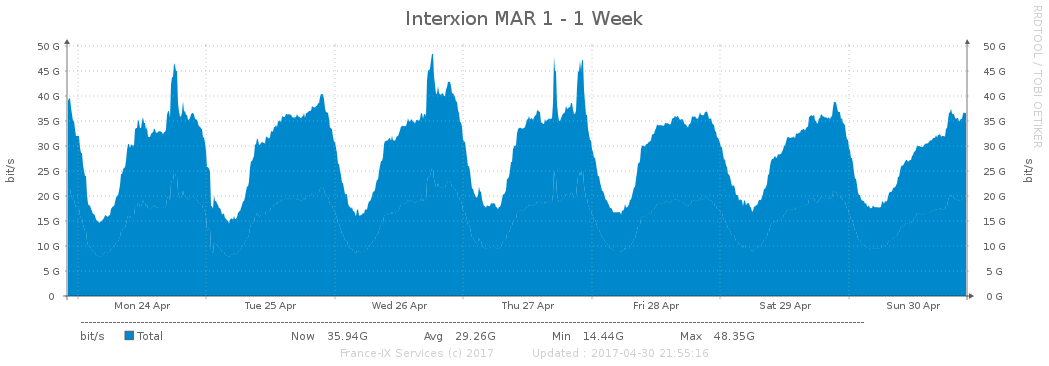 Interxion MAR 1 - 1 Week
RRDTOOL / TOBI OETIKER
bit/s
50 G 50 G
45 G 45 G
40 G 40 G
35 G 35 G
30 G 30 G
25 G 25 G
20 G 20 G
15 G 15 G
10 G 10 G
5 G 5 G
0 0 G
bit/s
Mon 24 Apr Tue 25 Apr Wed 26 Apr Thu 27 Apr Fri 28 Apr Sat 29 Apr Sun 30 Apr
bit/s Total Now 35.94G Avg 29.26G Min 14.44G Max 48.35G
France-IX Services (c) 2017 Updated : 2017-04-30 21:55:16